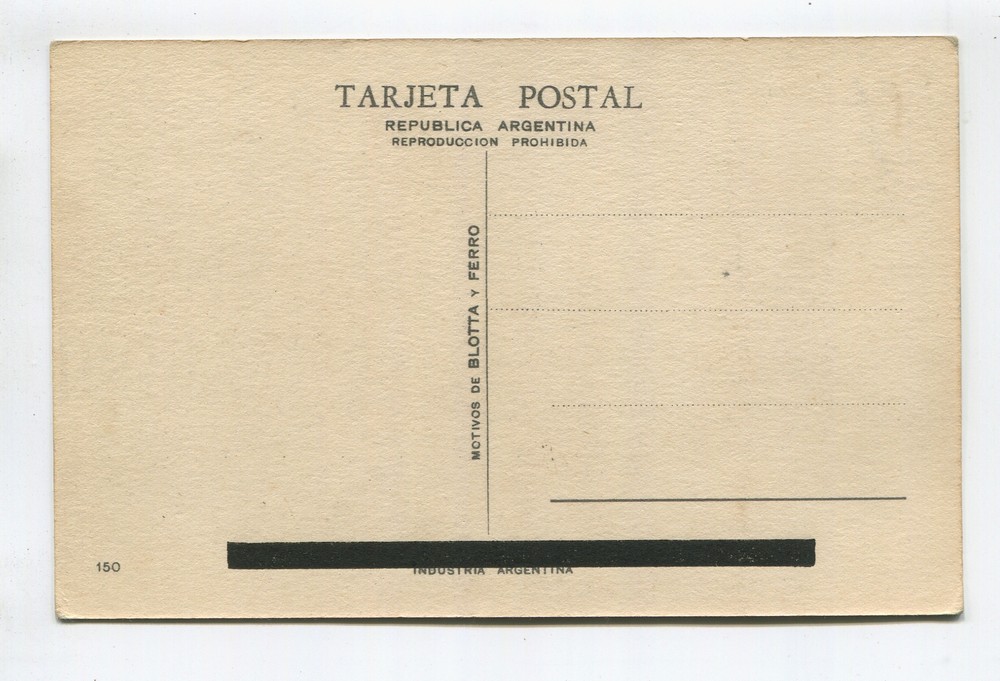 TARJETA POSTAL
REPUBLICA ARGENTINA
REPRODUCCION PROHIBIDA
MOTIVOS DE BLOTTA Y FERRO
150
INDUSTRIA ARGENTINA